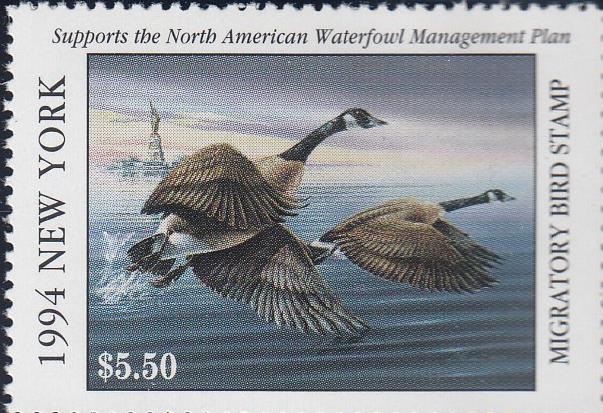 Supports the North American Waterfowl Management Plan
1994 NEW YORK
MIGRATORY BIRD STAMP
$5.50